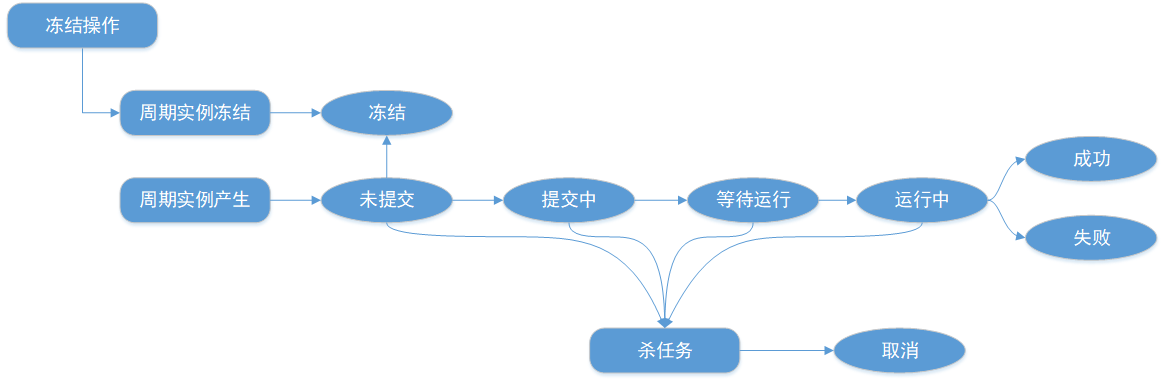 冻结操作
周期实例冻结
冻结
周期实例产生
未提交
提交中
等待运行
运行中
成功
失败
杀任务
取消